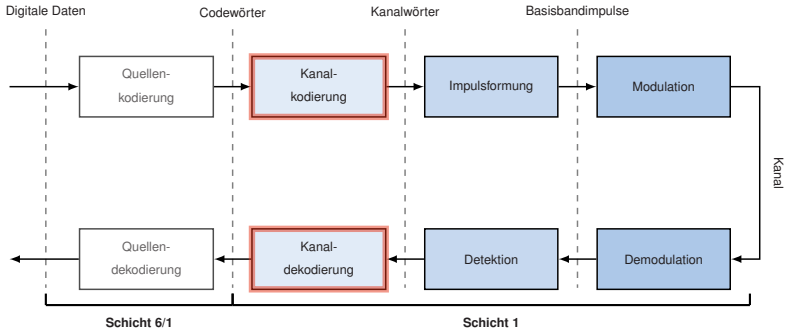 Digitale Daten
Codewörter
Kanalwörter
Basisbandimpulse
Quellen-
kodierung
Kanal-
kodierung
Impulsformung
Modulation
Kanal
Quellen-
dekodierung
Kanal-
dekodierung
Detektion
Demodulation
Schicht 6/1
Schicht 1